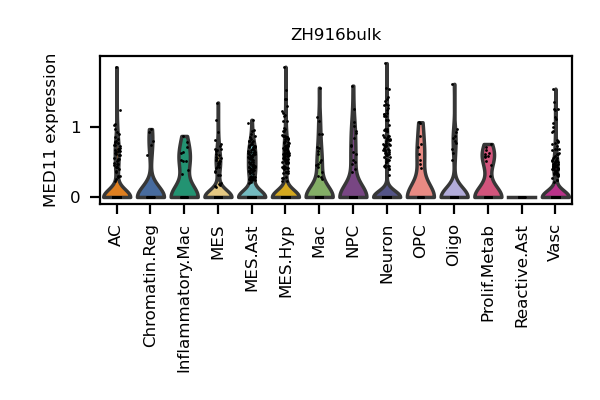 ZH916bulk
MED11 expression
1
0
AC
Chromatin.Reg
Inflammatory.Mac
MES
MES.Ast
MES.Hyp
Mac
NPC
Neuron
OPC
Oligo
Prolif.Metab
Reactive.Ast
Vasc